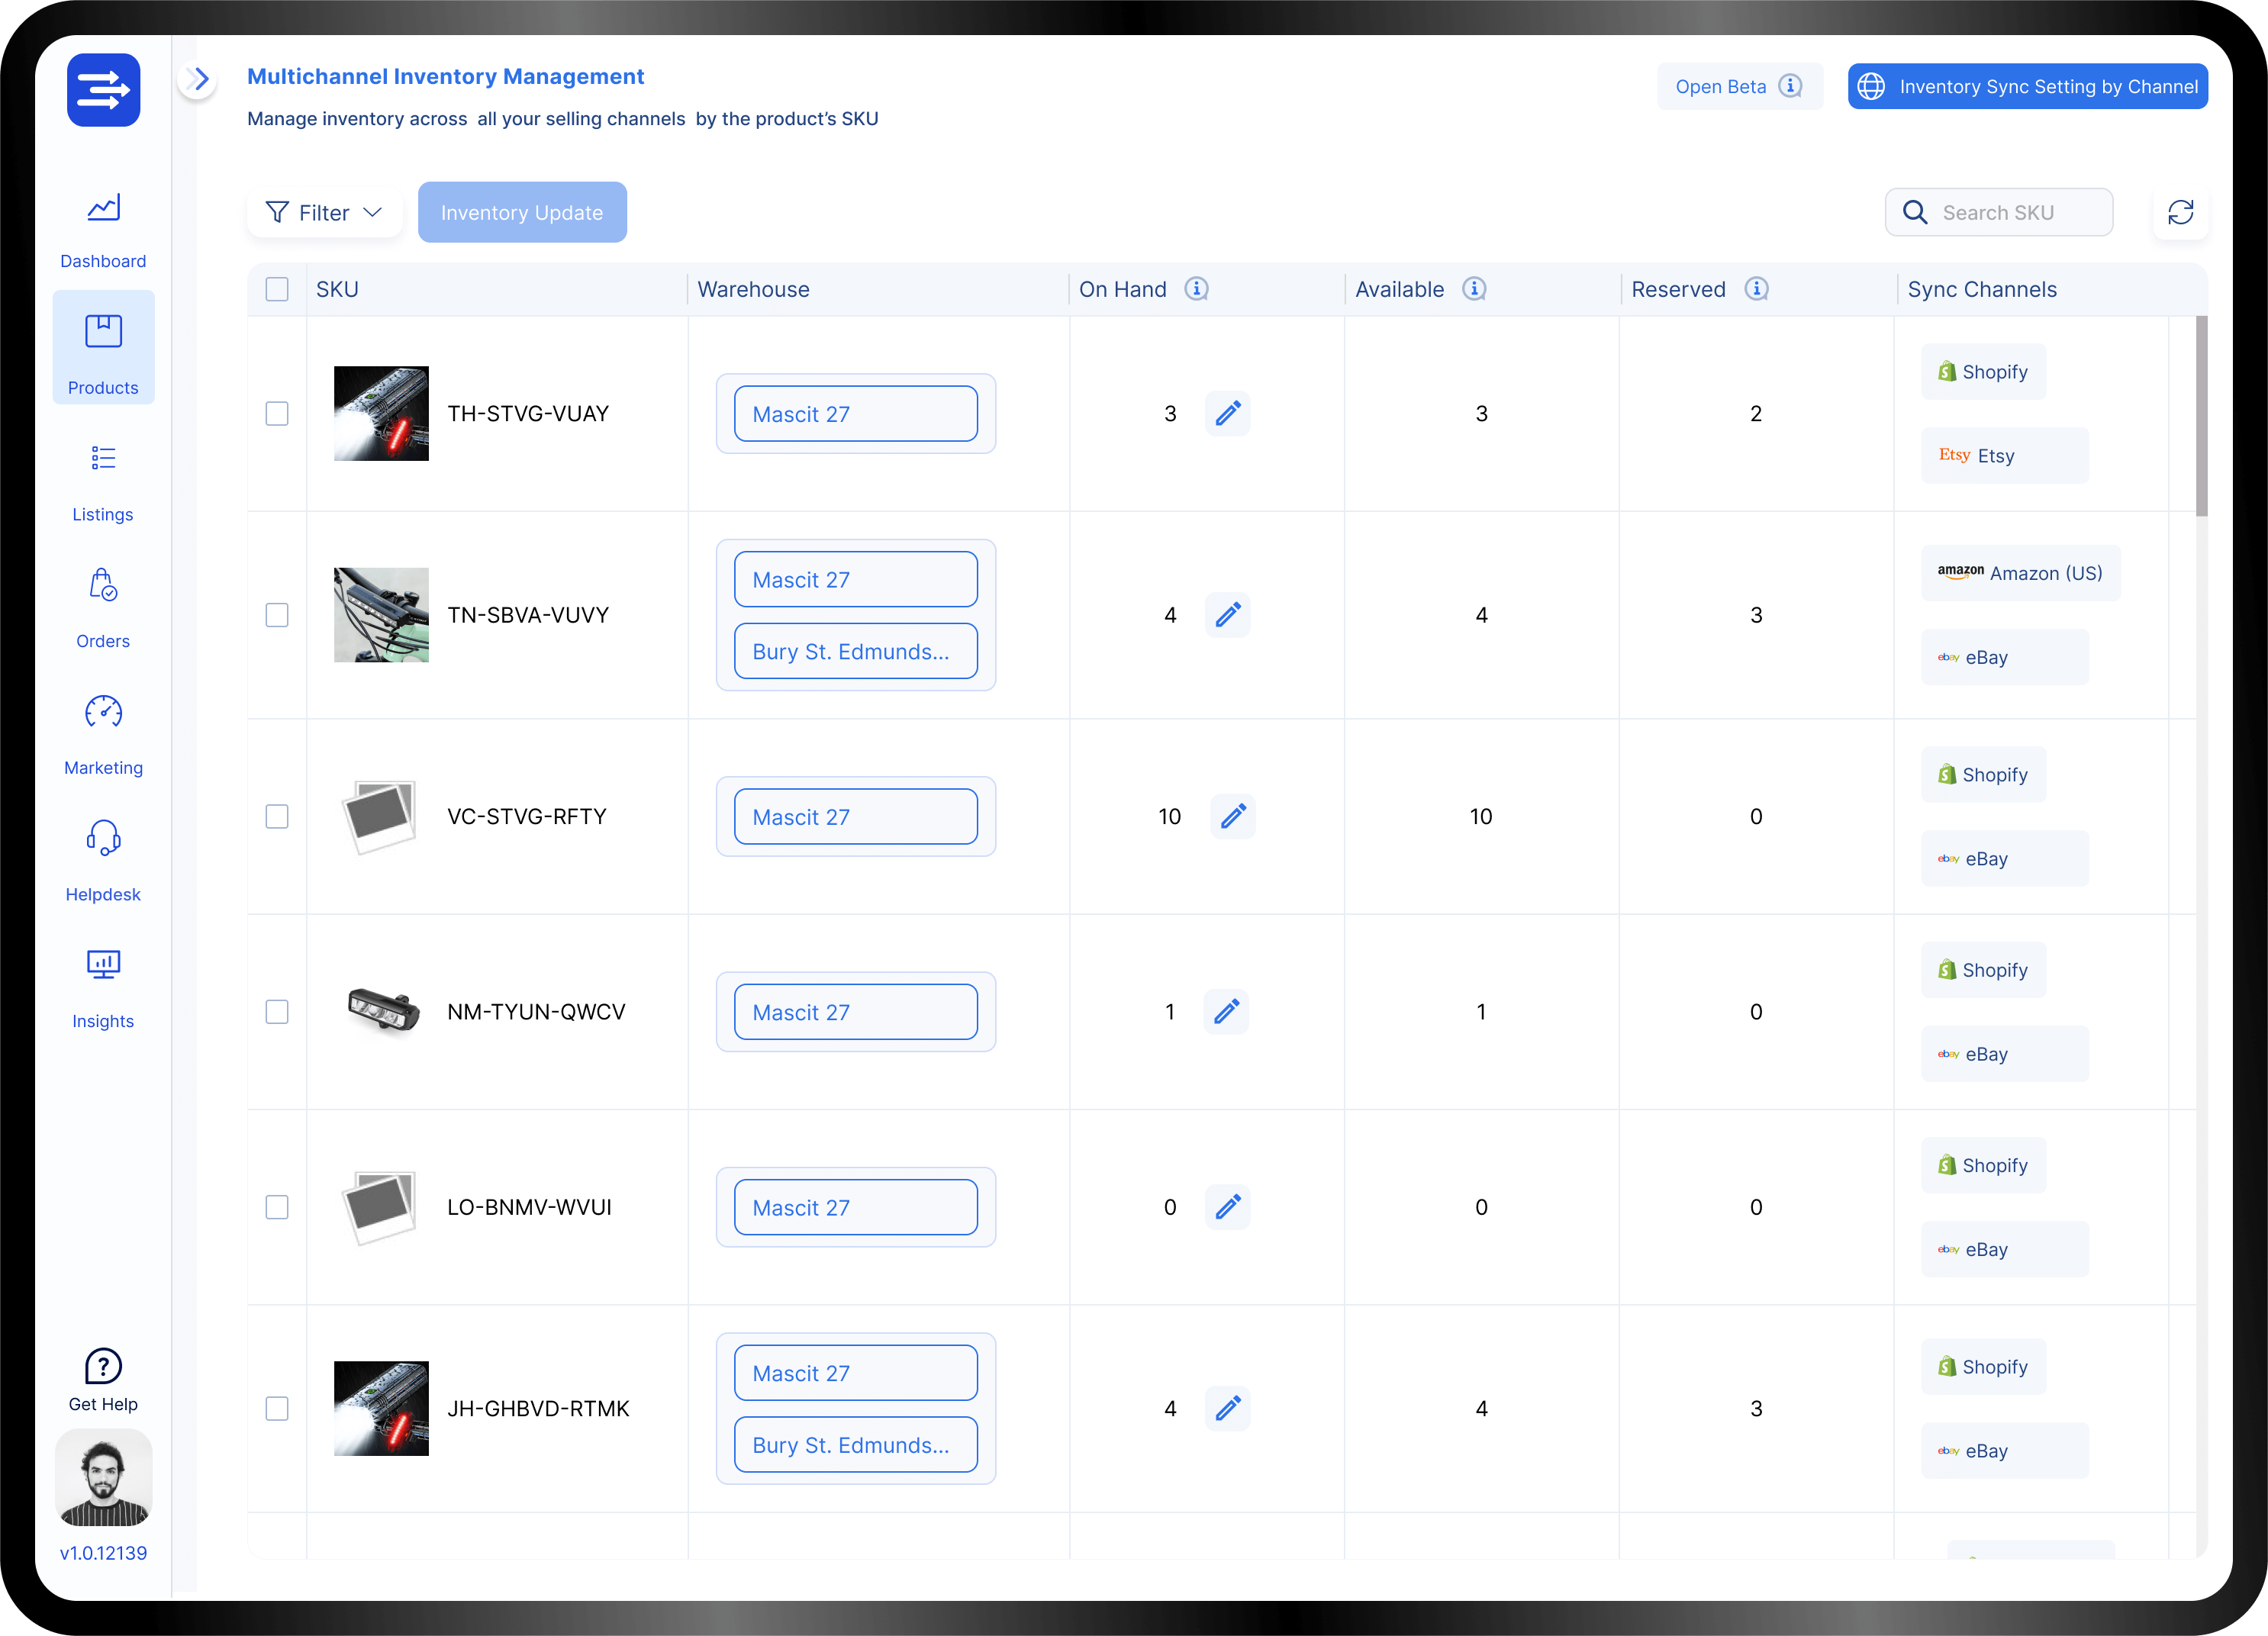 Multichannel Inventory Management
Manage inventory across all your selling channels by the product's SKU
Open Beta
Inventory Sync Setting by Channel
Filter
Inventory Update
Search SKU
Dashboard
Products
Listings
Orders
Marketing
Helpdesk
Insights
Get Help
v1.0.12139
SKU Warehouse On Hand Available Reserved Sync Channels
TH-STVG-VUAY Mascit 27 3 3 2 Shopify
Etsy Etsy
TN-SBVA-VUVY Mascit 27 4 4 3 amazon Amazon (US)
Bury St. Edmunds... ebay eBay
VC-STVG-RFTY Mascit 27 10 10 0 Shopify
ebay eBay
NM-TYUN-QWCV Mascit 27 1 1 0 Shopify
ebay eBay
LO-BNMV-WVUI Mascit 27 0 0 0 Shopify
ebay eBay
JH-GHBVD-RTMK Mascit 27 4 4 3 Shopify
Bury St. Edmunds... ebay eBay